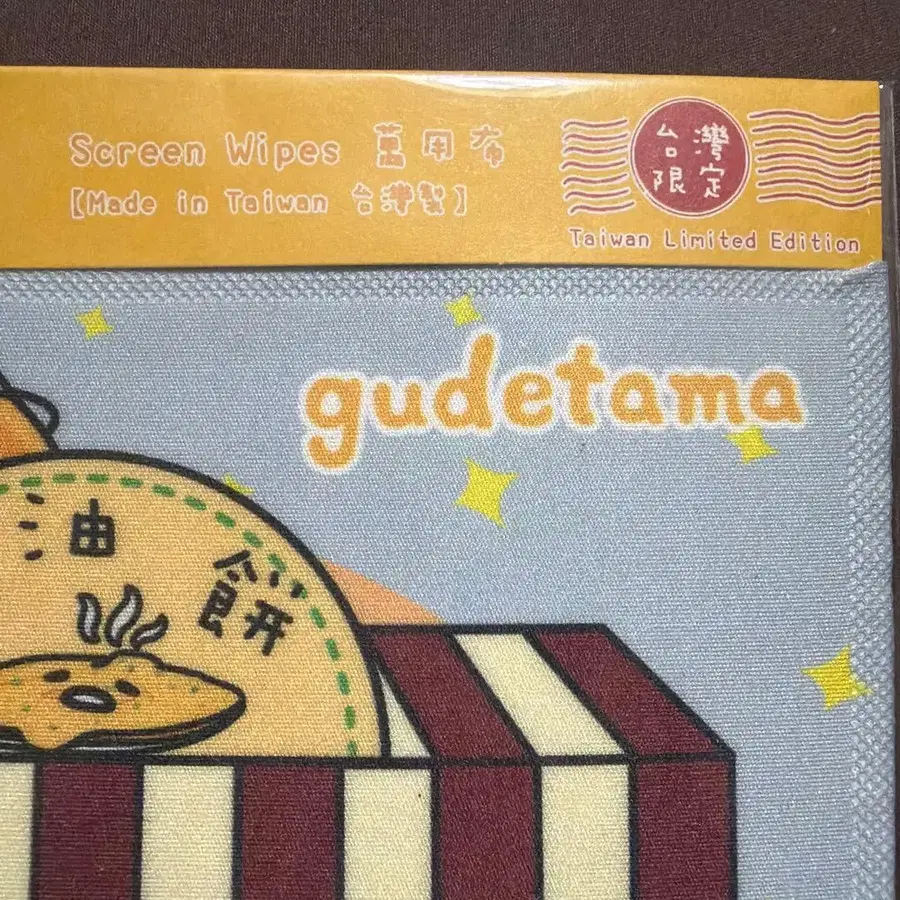 Screen Wipes 萬用布
【Made in Taiwan 台灣製】
台灣
限定
Taiwan Limited Edition
gudetama
油餅